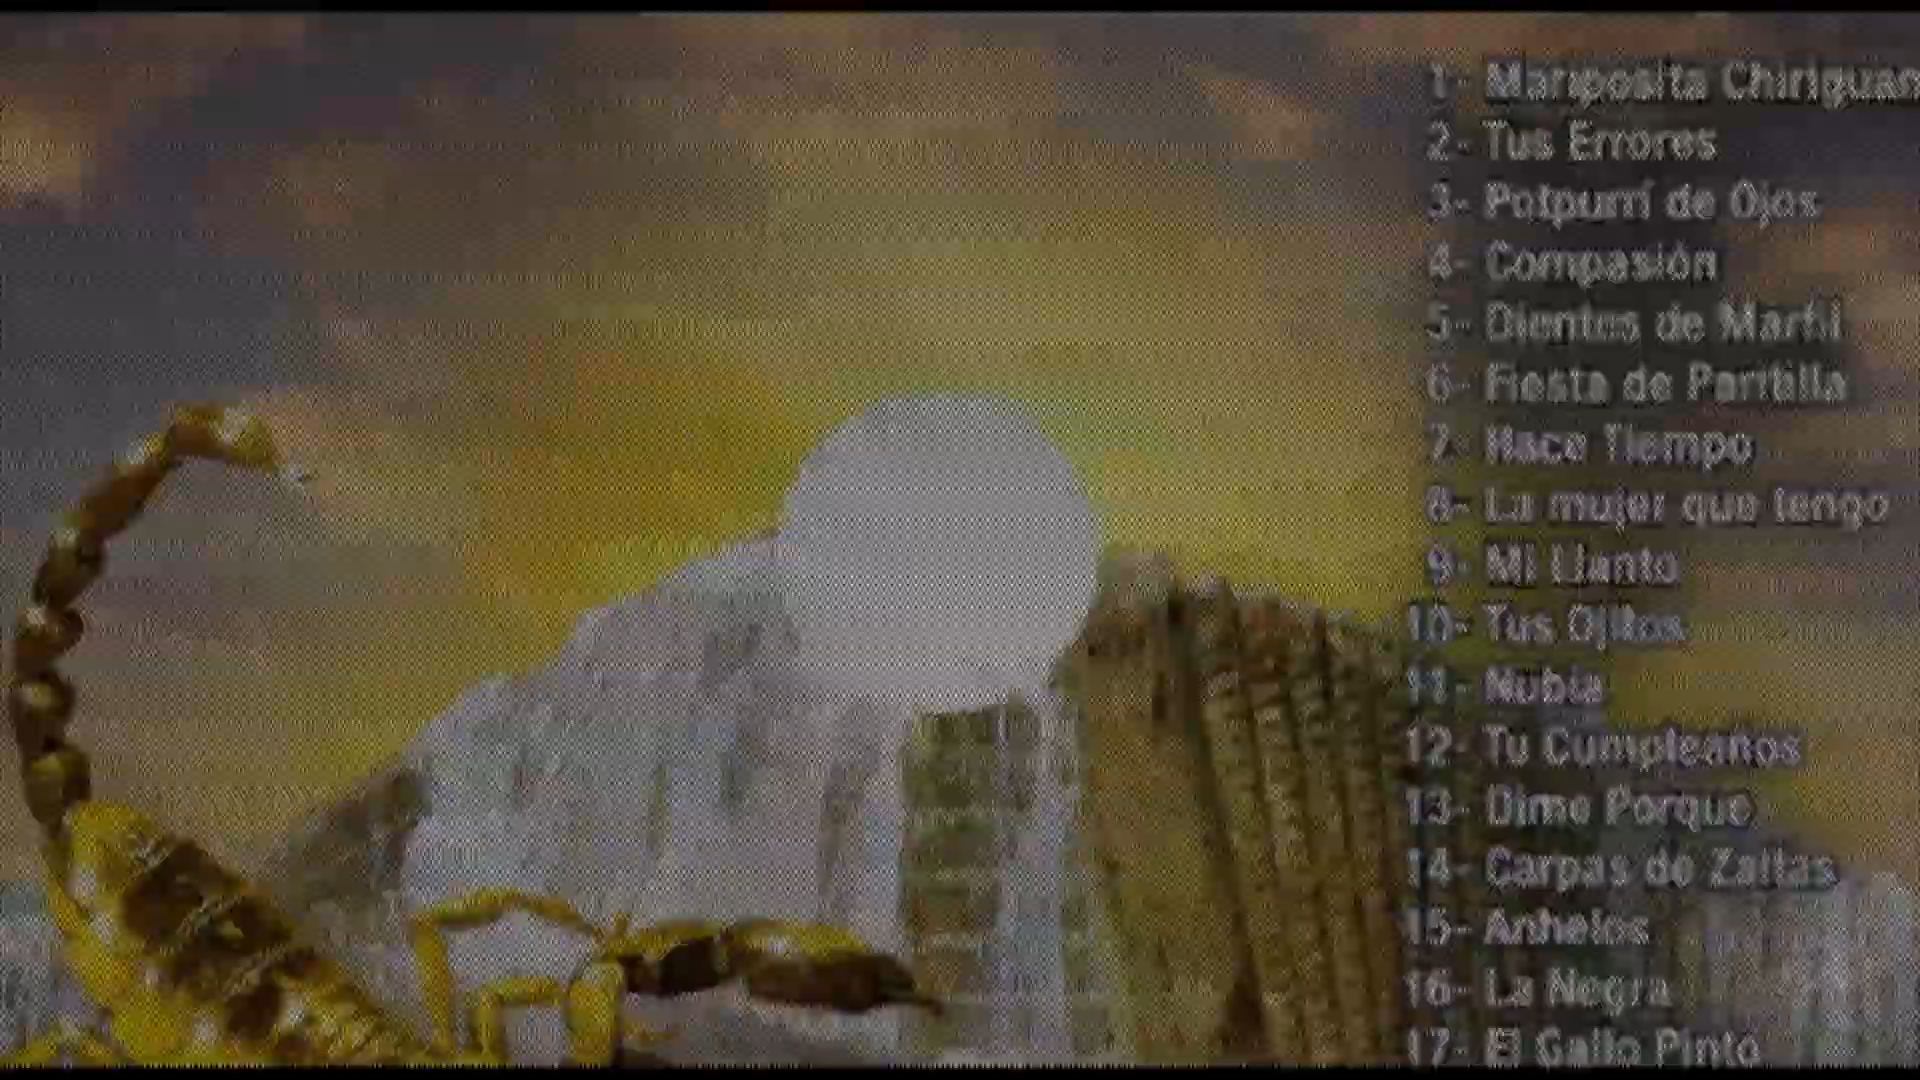 1- Mariposita Chiriguan
2- Tus Errores
3- Potpurrí de Ojos
4- Compasión
5- Dientes de Marfil
6- Fiesta de Parrilla
7- Hace Tiempo
8- La mujer que tengo
9- Mi Llanto
10- Tus Ojitos
11- Nubia
12- Tu Cumpleaños
13- Dime Porque
14- Carpas de Zaltas
15- Anhelos
16- La Negra
17- El Gallo Pinto